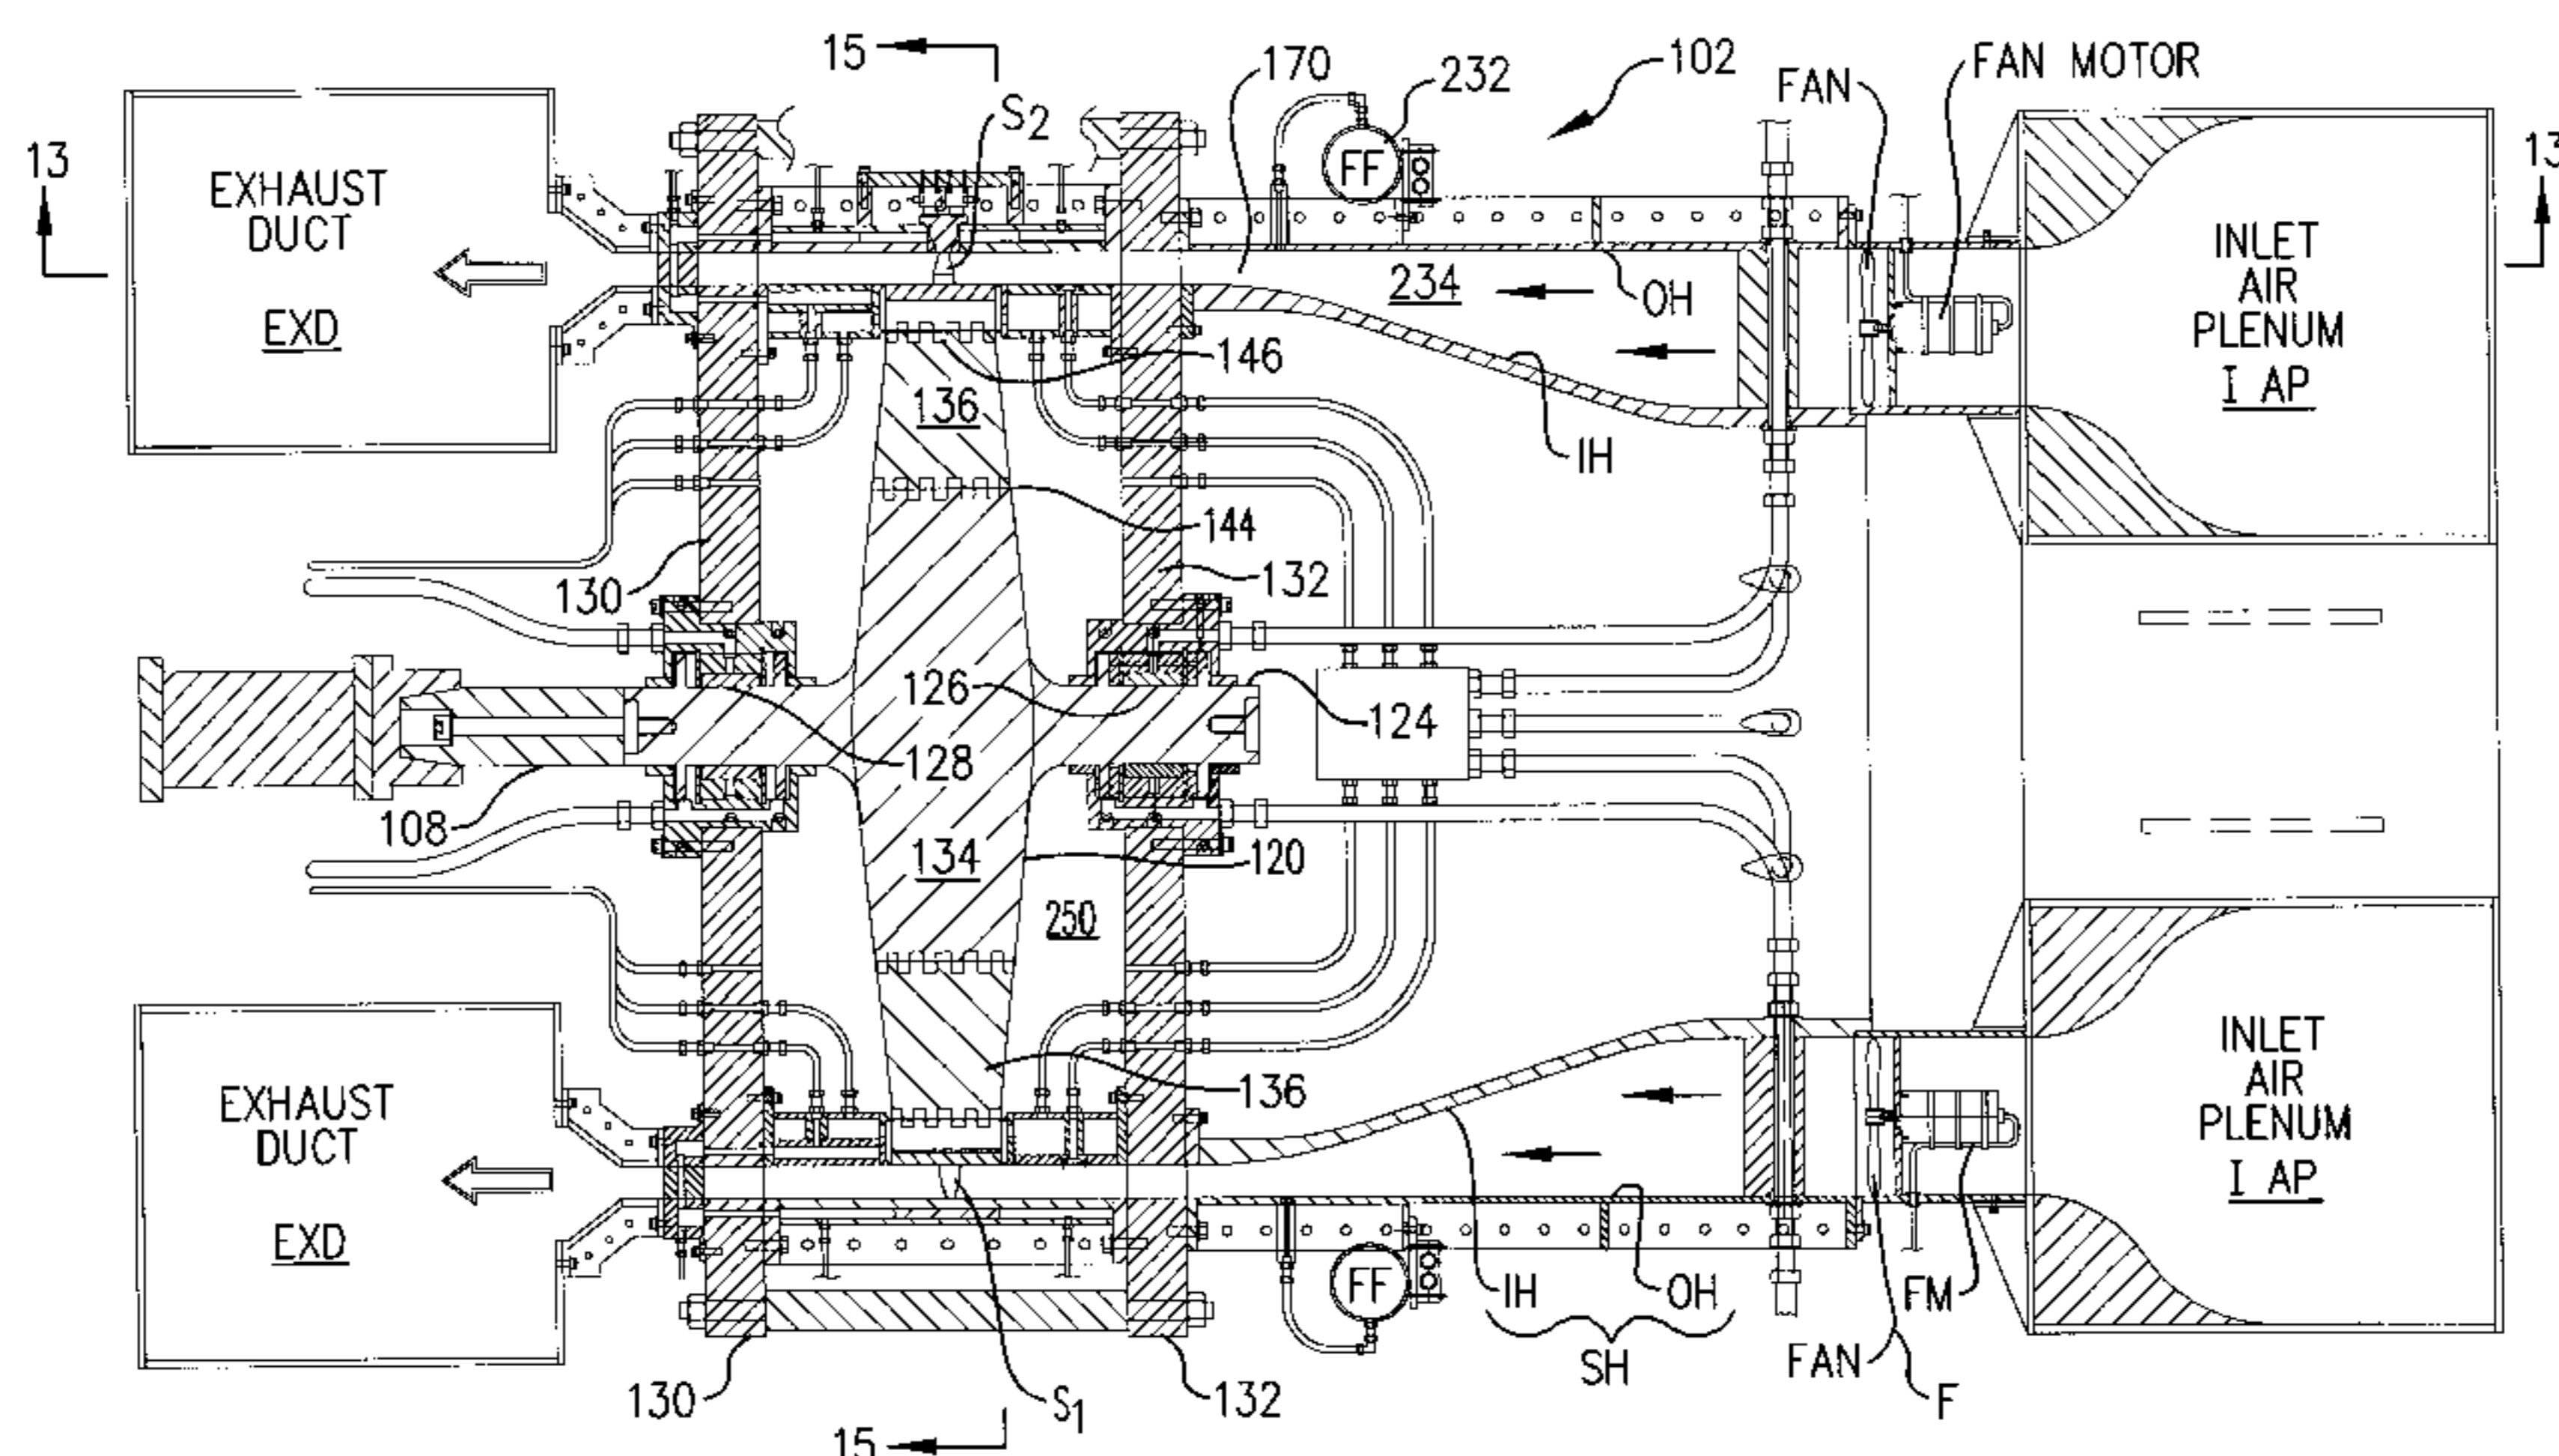 15
S2
170
232
102
FAN
FAN MOTOR
13
13
EXHAUST
DUCT
EXD
FF
INLET
AIR
PLENUM
I AP
234
OH
146
136
IH
144
130
132
126
124
128
108
134
120
250
EXHAUST
DUCT
EXD
136
INLET
AIR
PLENUM
I AP
FF
IH
OH
FM
SH
FAN
F
130
S1
132
15